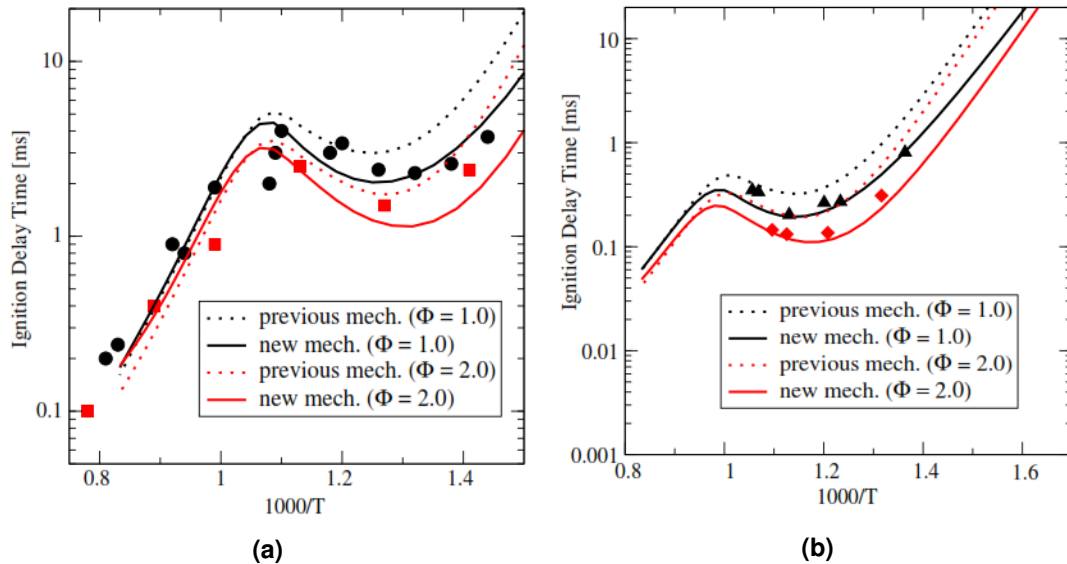 10
1
0.1
Ignition Delay Time [ms]
previous mech. (Φ = 1.0)
new mech. (Φ = 1.0)
previous mech. (Φ = 2.0)
new mech. (Φ = 2.0)
0.8 1 1.2 1.4
1000/T
(a)
10
1
0.1
0.01
0.001
Ignition Delay Time [ms]
previous mech. (Φ = 1.0)
new mech. (Φ = 1.0)
previous mech. (Φ = 2.0)
new mech. (Φ = 2.0)
0.8 1 1.2 1.4 1.6
1000/T
(b)